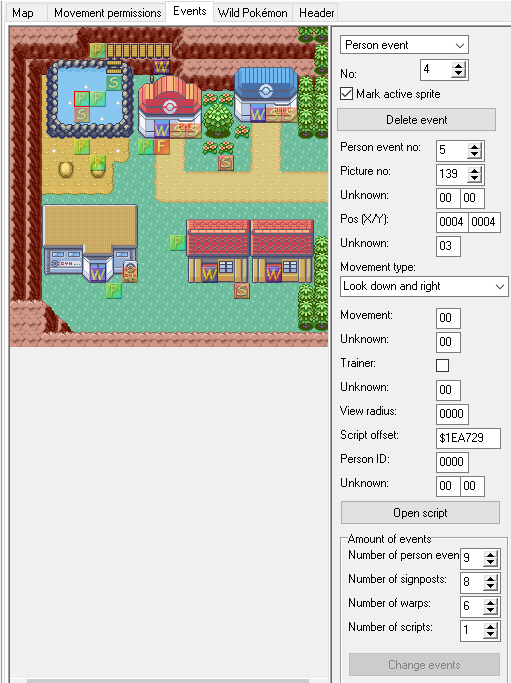 Map Movement permissions Events Wild Pokémon Header
Person event
No: 4
Mark active sprite
Delete event
Person event no: 5
Picture no: 139
Unknown: 00 00
Pos (X/Y): 0004 0004
Unknown: 03
Movement type:
Look down and right
Movement: 00
Unknown: 00
Trainer:
Unknown: 00
View radius: 0000
Script offset: $1EA729
Person ID: 0000
Unknown: 00 00
Open script
Amount of events
Number of person even 9
Number of signposts: 8
Number of warps: 6
Number of scripts: 1
Change events
P
W
S
P P
S
W S S
W S S
P P F
S
P
P
W
P
W W
S
GYM